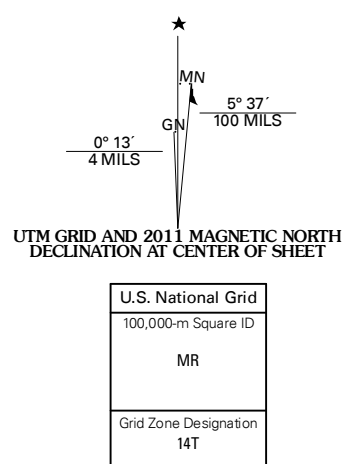 MN
5° 37´
100 MILS
GN
0° 13´
4 MILS
UTM GRID AND 2011 MAGNETIC NORTH
DECLINATION AT CENTER OF SHEET
U.S. National Grid
100,000-m Square ID
MR
Grid Zone Designation
14T